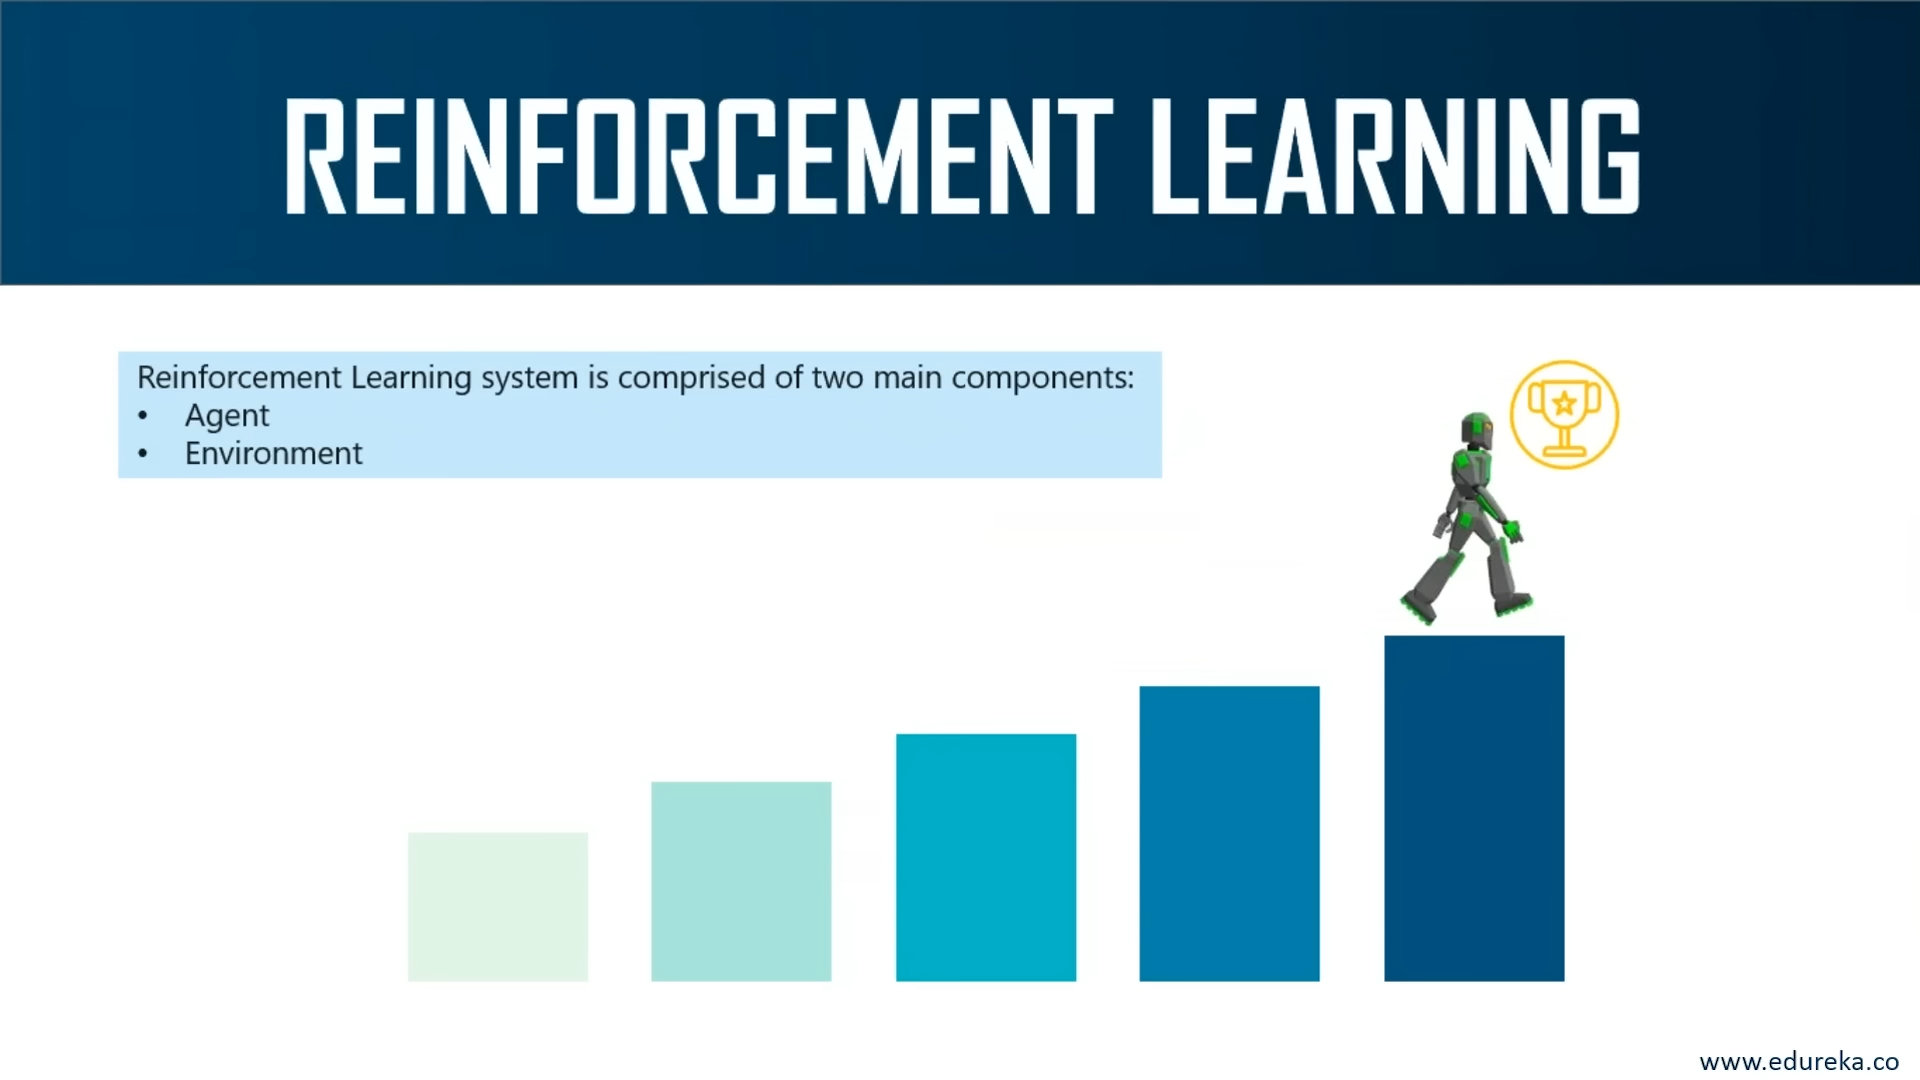 REINFORCEMENT LEARNING
Reinforcement Learning system is comprised of two main components:
• Agent
• Environment
www.edureka.co